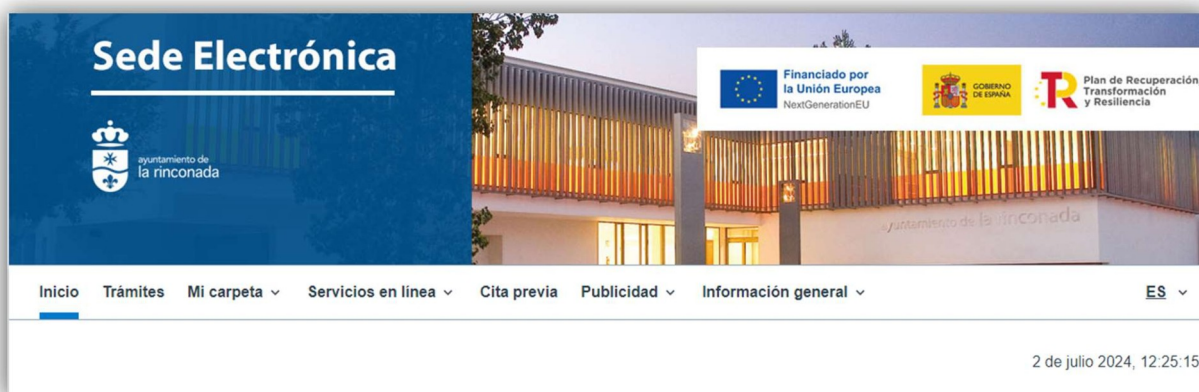 Sede Electrónica
ayuntamiento de
la rinconada
Financiado por
la Unión Europea
NextGenerationEU
GOBIERNO
DE ESPAÑA
Plan de Recuperación
Transformación
y Resiliencia
ayuntamiento de la rinconada
Inicio Trámites Mi carpeta Servicios en línea Cita previa Publicidad Información general ES
2 de julio 2024, 12:25:15